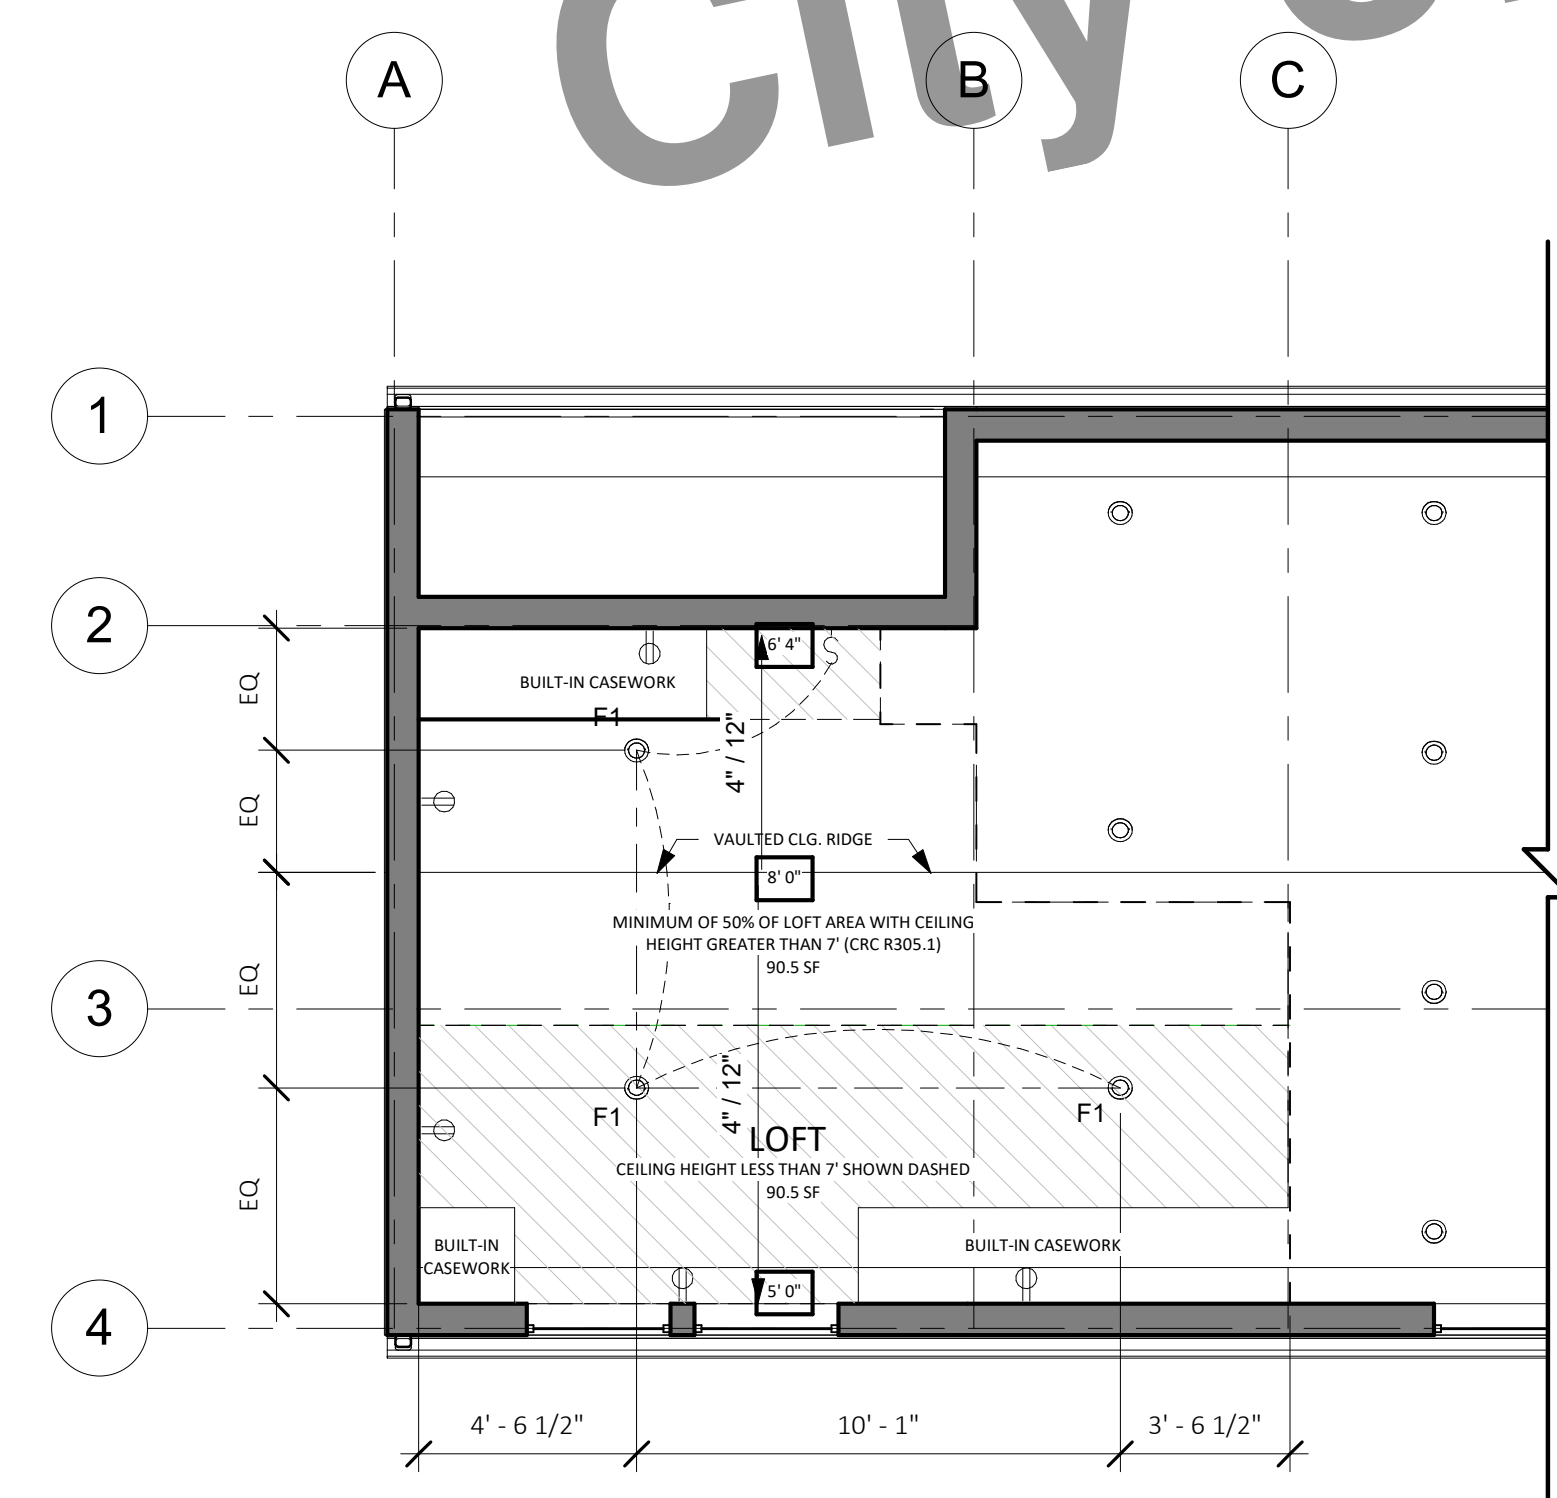 City
A
B
C
1
2
3
4
EQ
EQ
EQ
EQ
6' 4"
BUILT-IN CASEWORK
F1
4" / 12"
VAULTED CLG. RIDGE
8' 0"
MINIMUM OF 50% OF LOFT AREA WITH CEILING
HEIGHT GREATER THAN 7' (CRC R305.1)
90.5 SF
4" / 12"
F1
F1
LOFT
CEILING HEIGHT LESS THAN 7' SHOWN DASHED
90.5 SF
BUILT-IN
CASEWORK
BUILT-IN CASEWORK
5' 0"
4' - 6 1/2"
10' - 1"
3' - 6 1/2"